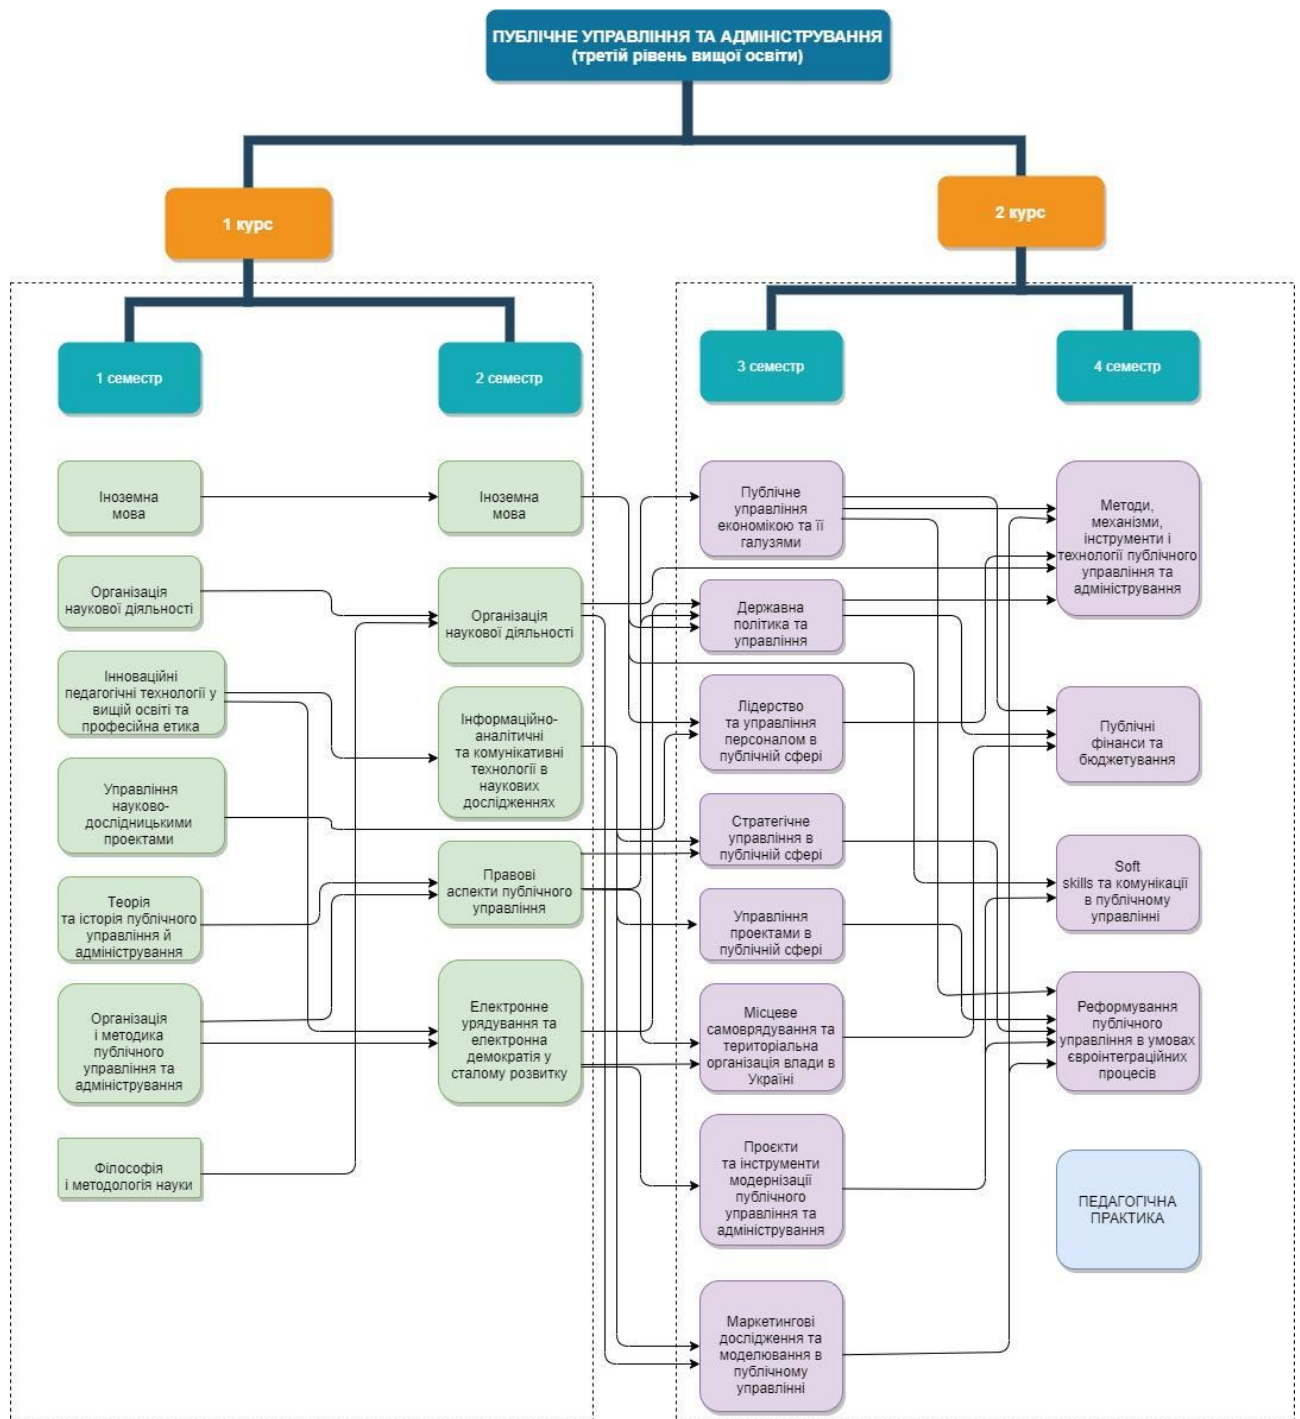 ПУБЛІЧНЕ УПРАВЛІННЯ ТА АДМІНІСТРУВАННЯ
(третій рівень вищої освіти)
1 курс
2 курс
1 семестр
2 семестр
3 семестр
4 семестр
Іноземна
мова
Організація
наукової діяльності
Інноваційні
педагогічні технології у
вищій освіті та
професійна етика
Управління
науково-
дослідницькими
проектами
Теорія
та історія публічного
управління й
адміністрування
Організація
і методика
публічного
управління та
адміністрування
Філософія
і методологія науки
Іноземна
мова
Організація
наукової діяльності
Інформаційно-
аналітичні
та комунікативні
технології в
наукових
дослідженнях
Правові
аспекти публічного
управління
Електронне
урядування та
електронна
демократія у
сталому розвитку
Публічне
управління
економікою та її
галузями
Державна
політика та
управління
Лідерство
та управління
персоналом в
публічній сфері
Стратегічне
управління в
публічній сфері
Управління
проектами в
публічній сфері
Місцеве
самоврядування та
територіальна
організація влади в
Україні
Проєкти
та інструменти
модернізації
публічного
управління та
адміністрування
Маркетингові
дослідження та
моделювання в
публічному
управлінні
Методи,
механізми,
інструменти і
технології публічного
управління та
адміністрування
Публічні
фінанси та
бюджетування
Soft
skills та комунікації
в публічному
управлінні
Реформування
публічного
управління в умовах
євроінтеграційних
процесів
ПЕДАГОГІЧНА
ПРАКТИКА